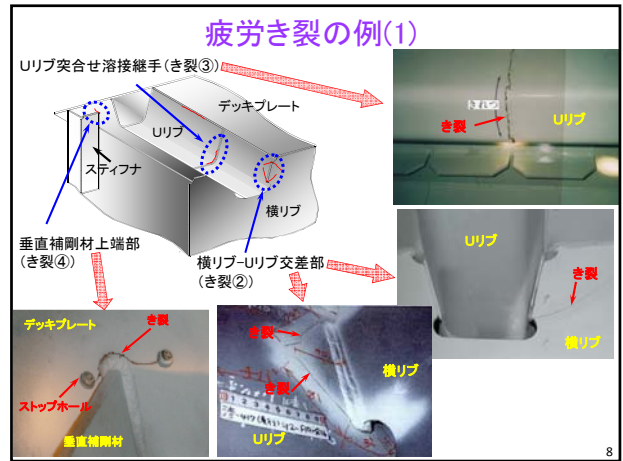 疲労き裂の例(1)
Uリブ突合せ溶接継手(き裂③)
デッキプレート
Uリブ
スティフナ
横リブ
垂直補剛材上端部
(き裂④)
横リブ-Uリブ交差部
(き裂②)
きれつ
き裂
Uリブ
Uリブ
き裂
横リブ
デッキプレート
き裂
ストップホール
垂直補剛材
き裂
き裂
横リブ
Uリブ
8